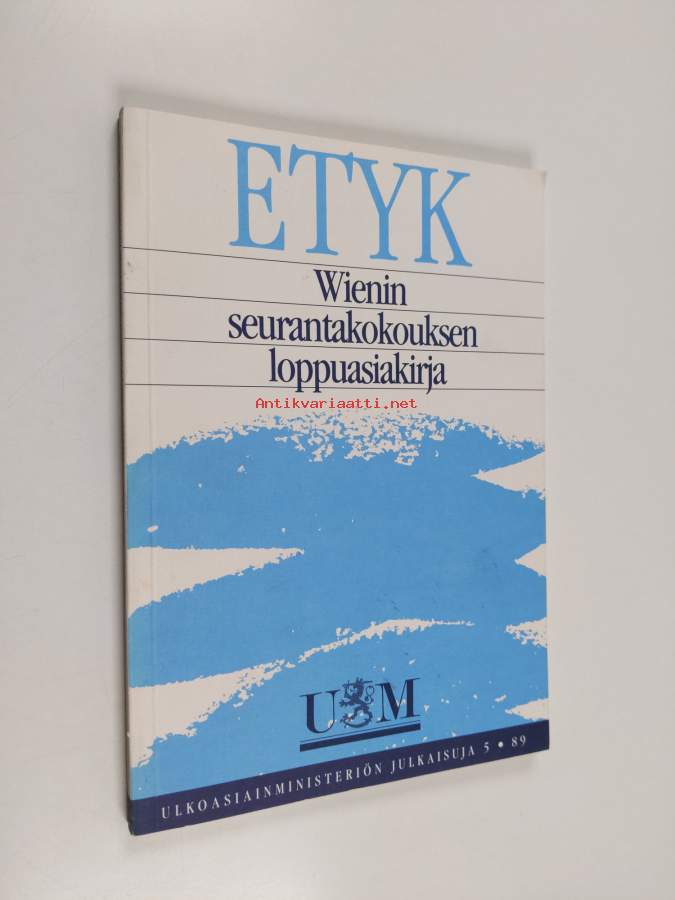 ETYK
Wienin
seurantakokouksen
loppuasiakirja
Antikvariaatti.net
UM
ULKOASIAINMINISTERIÖN JULKAISUJA 5 • 89